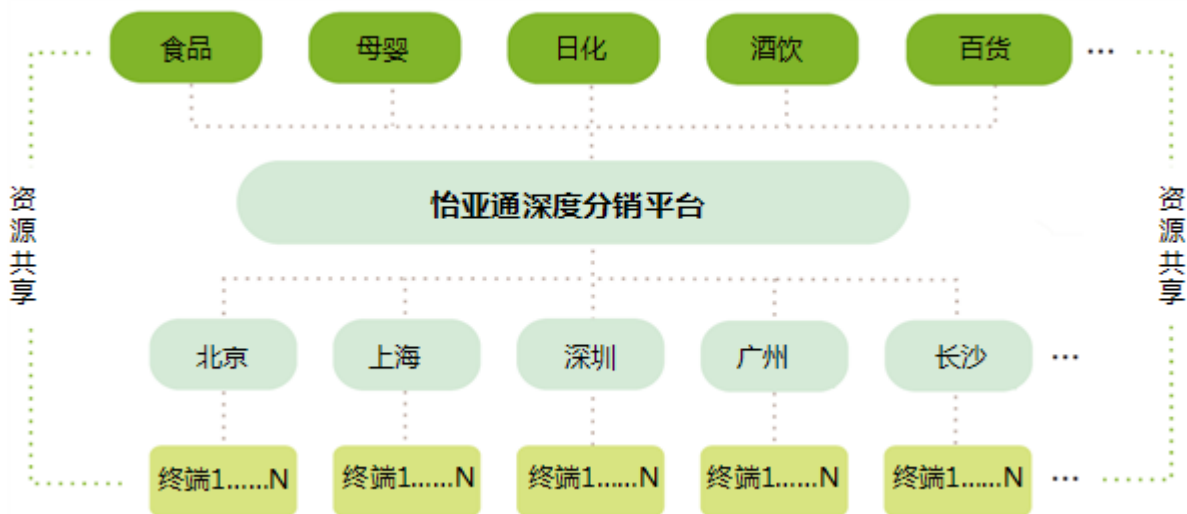 食品 母婴 日化 酒饮 百货 ...
资源共享
资源共享
怡亚通深度分销平台
北京 上海 深圳 广州 长沙 ...
终端1......N 终端1......N 终端1......N 终端1......N 终端1......N ...